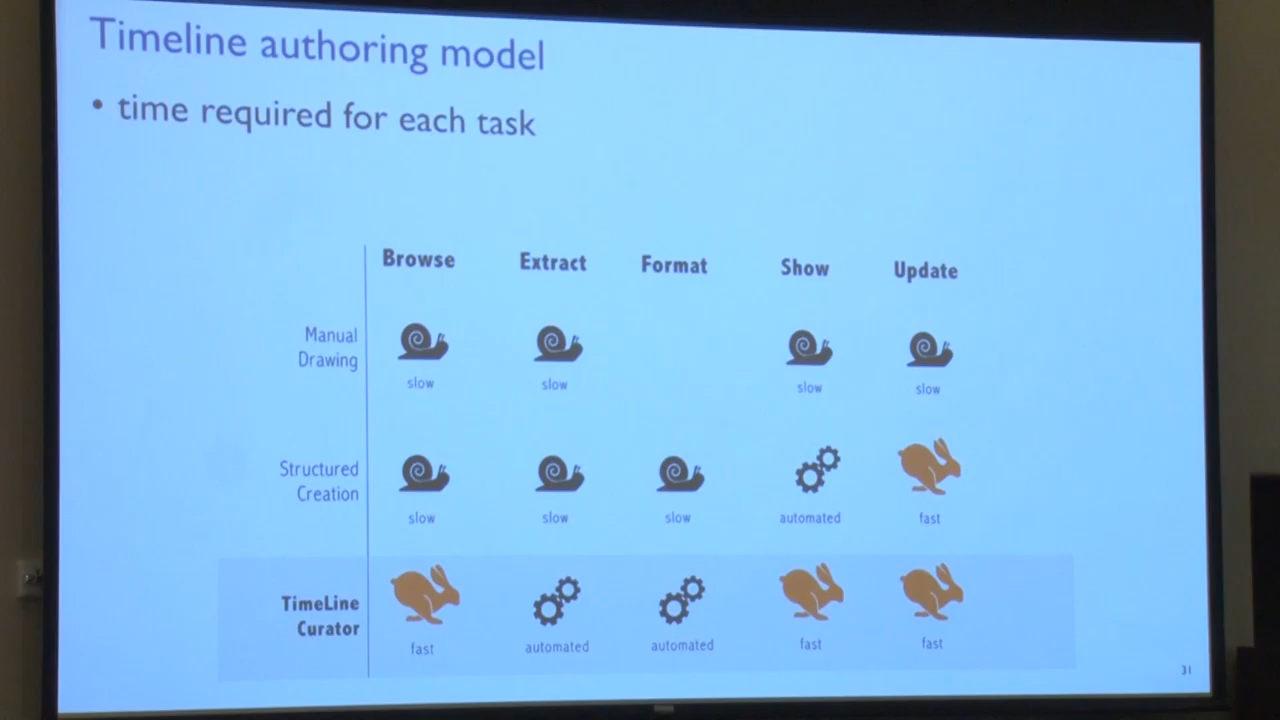 Timeline authoring model
• time required for each task
Browse Extract Format Show Update
Manual
Drawing
slow slow slow slow
Structured
Creation
slow slow slow automated fast
TimeLine
Curator
fast automated automated fast fast
31